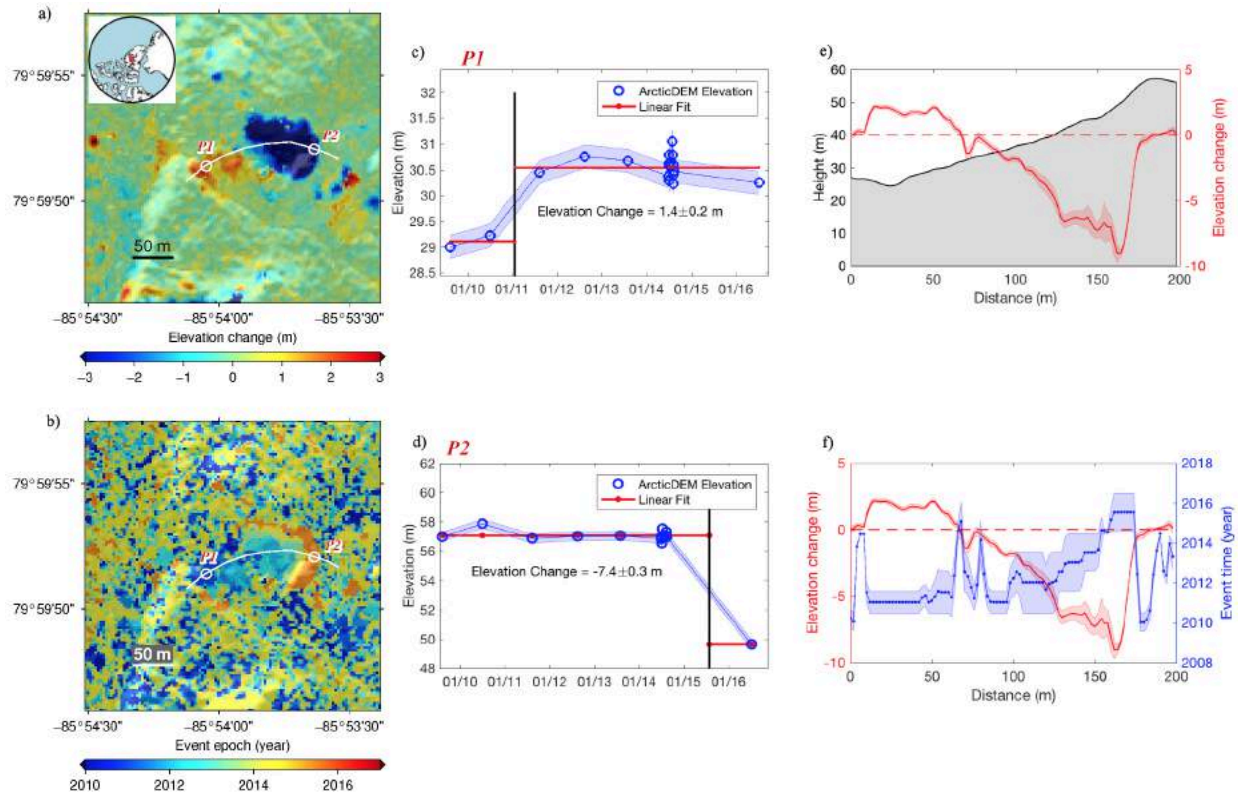 a)
79°59'55"
79°59'50"
P1
P2
50 m
−85°54'30"
−85°54'00"
−85°53'30"
Elevation change (m)
−3
−2
−1
0
1
2
3
c)
P1
ArcticDEM Elevation
Linear Fit
Elevation Change = 1.4±0.2 m
Elevation (m)
32
31.5
31
30.5
30
29.5
29
28.5
01/10
01/11
01/12
01/13
01/14
01/15
01/16
e)
Height (m)
60
50
40
30
20
10
0
5
0
-5
-10
Elevation change (m)
0
50
100
150
200
Distance (m)
b)
79°59'55"
79°59'50"
P1
P2
50 m
−85°54'30"
−85°54'00"
−85°53'30"
Event epoch (year)
2010
2012
2014
2016
d)
P2
ArcticDEM Elevation
Linear Fit
Elevation Change = -7.4±0.3 m
Elevation (m)
62
60
58
56
54
52
50
48
01/10
01/11
01/12
01/13
01/14
01/15
01/16
f)
Elevation change (m)
5
0
-5
-10
2018
2016
2014
2012
2010
2008
Event time (year)
0
50
100
150
200
Distance (m)